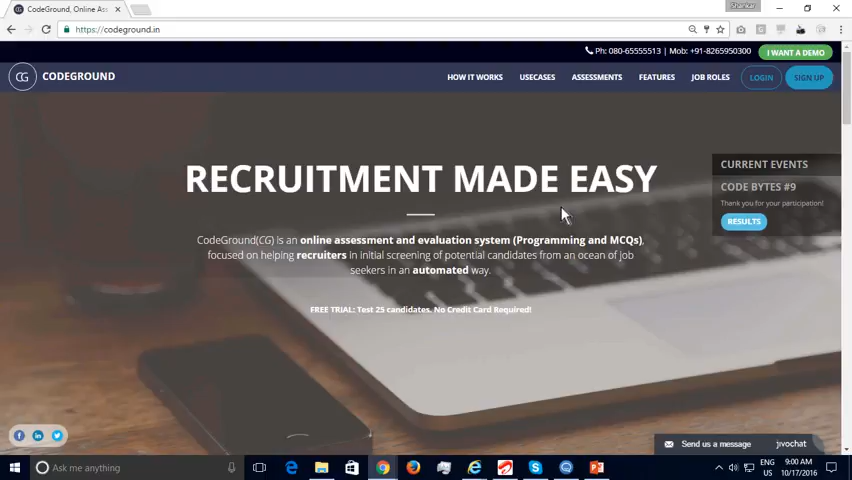 Shankar
CodeGround, Online As
https://codeground.in
Ph: 080-65555513 | Mob: +91-8265950300
I WANT A DEMO
CG
CODEGROUND
HOW IT WORKS
USECASES
ASSESSMENTS
FEATURES
JOB ROLES
LOGIN
SIGN UP
RECRUITMENT MADE EASY
CURRENT EVENTS
CODE BYTES #9
Thank you for your participation!
RESULTS
CodeGround(CG) is an online assessment and evaluation system (Programming and MCQs),
focused on helping recruiters in initial screening of potential candidates from an ocean of job
seekers in an automated way.
FREE TRIAL: Test 25 candidates. No Credit Card Required!
Send us a message
jivochat
Ask me anything
ENG
US
9:00 AM
10/17/2016